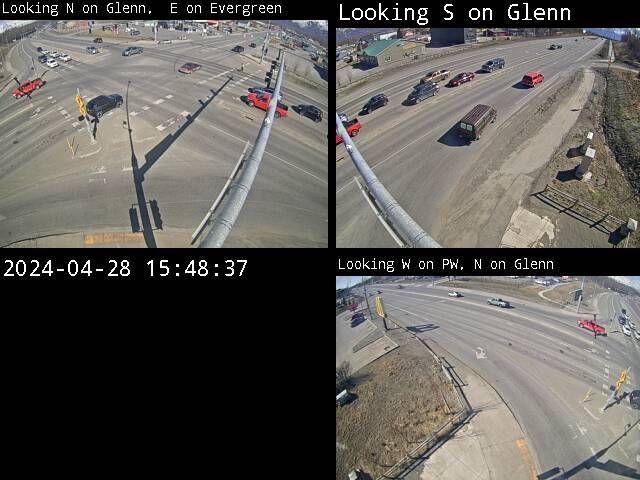 Looking N on Glenn,  E on Evergreen
Looking S on Glenn
2024-04-28 15:48:37
Looking W on PW, N on Glenn